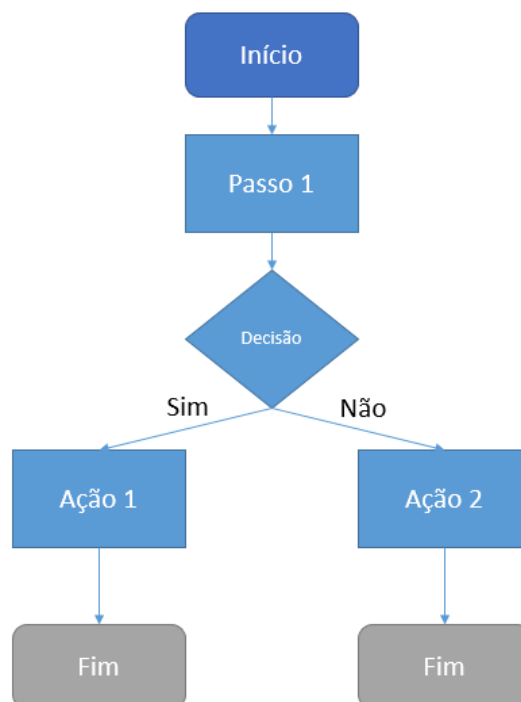 Início
Passo 1
Decisão
Sim
Não
Ação 1
Ação 2
Fim
Fim